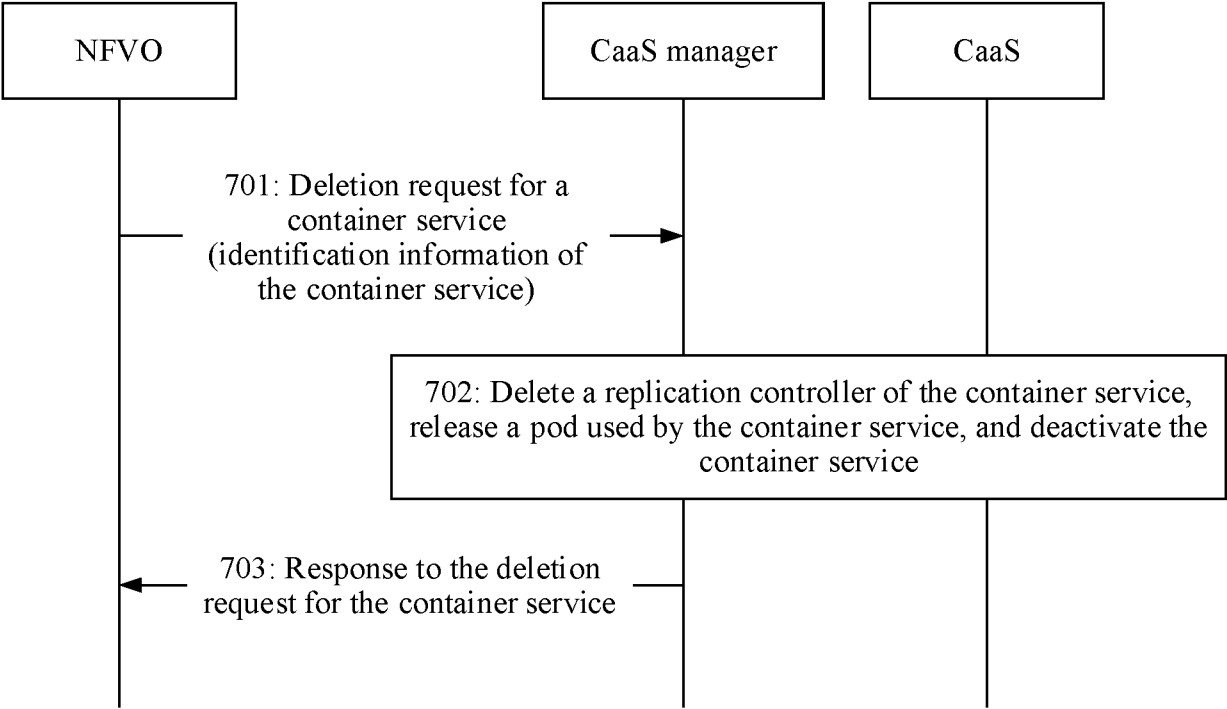 NFVO
CaaS manager
CaaS
701: Deletion request for a
container service
(identification information of
the container service)
702: Delete a replication controller of the container service,
release a pod used by the container service, and deactivate the
container service
703: Response to the deletion
request for the container service